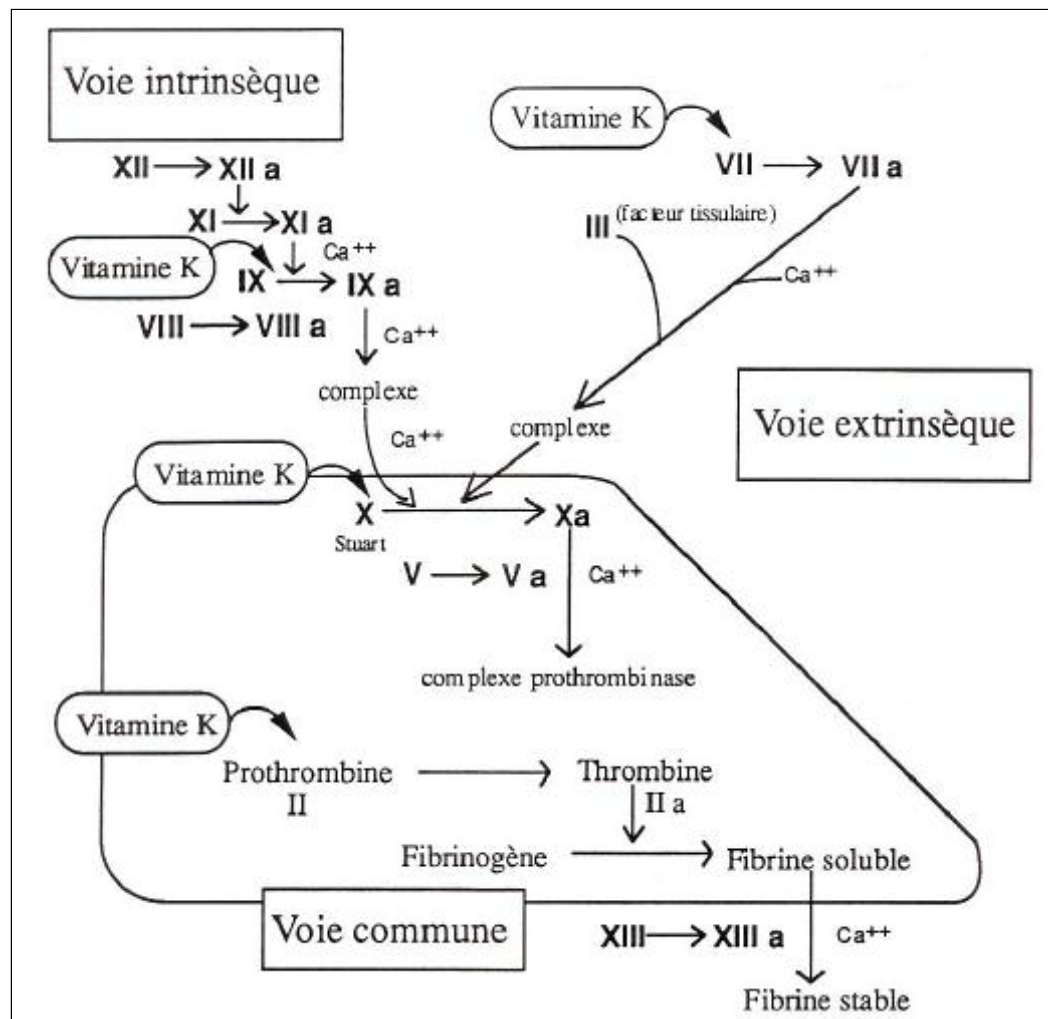 Voie intrinsèque
XII → XII a
XI → XI a
Vitamine K
Ca++
IX → IX a
VIII → VIII a
Ca++
complexe
Ca++
Vitamine K
VII → VII a
III (facteur tissulaire)
Ca++
complexe
Voie extrinsèque
Vitamine K
X → Xa
Stuart
V → V a
Ca++
complexe prothrombinase
Vitamine K
Prothrombine → Thrombine
II
II a
Fibrinogène → Fibrine soluble
Voie commune
XIII → XIII a
Ca++
Fibrine stable